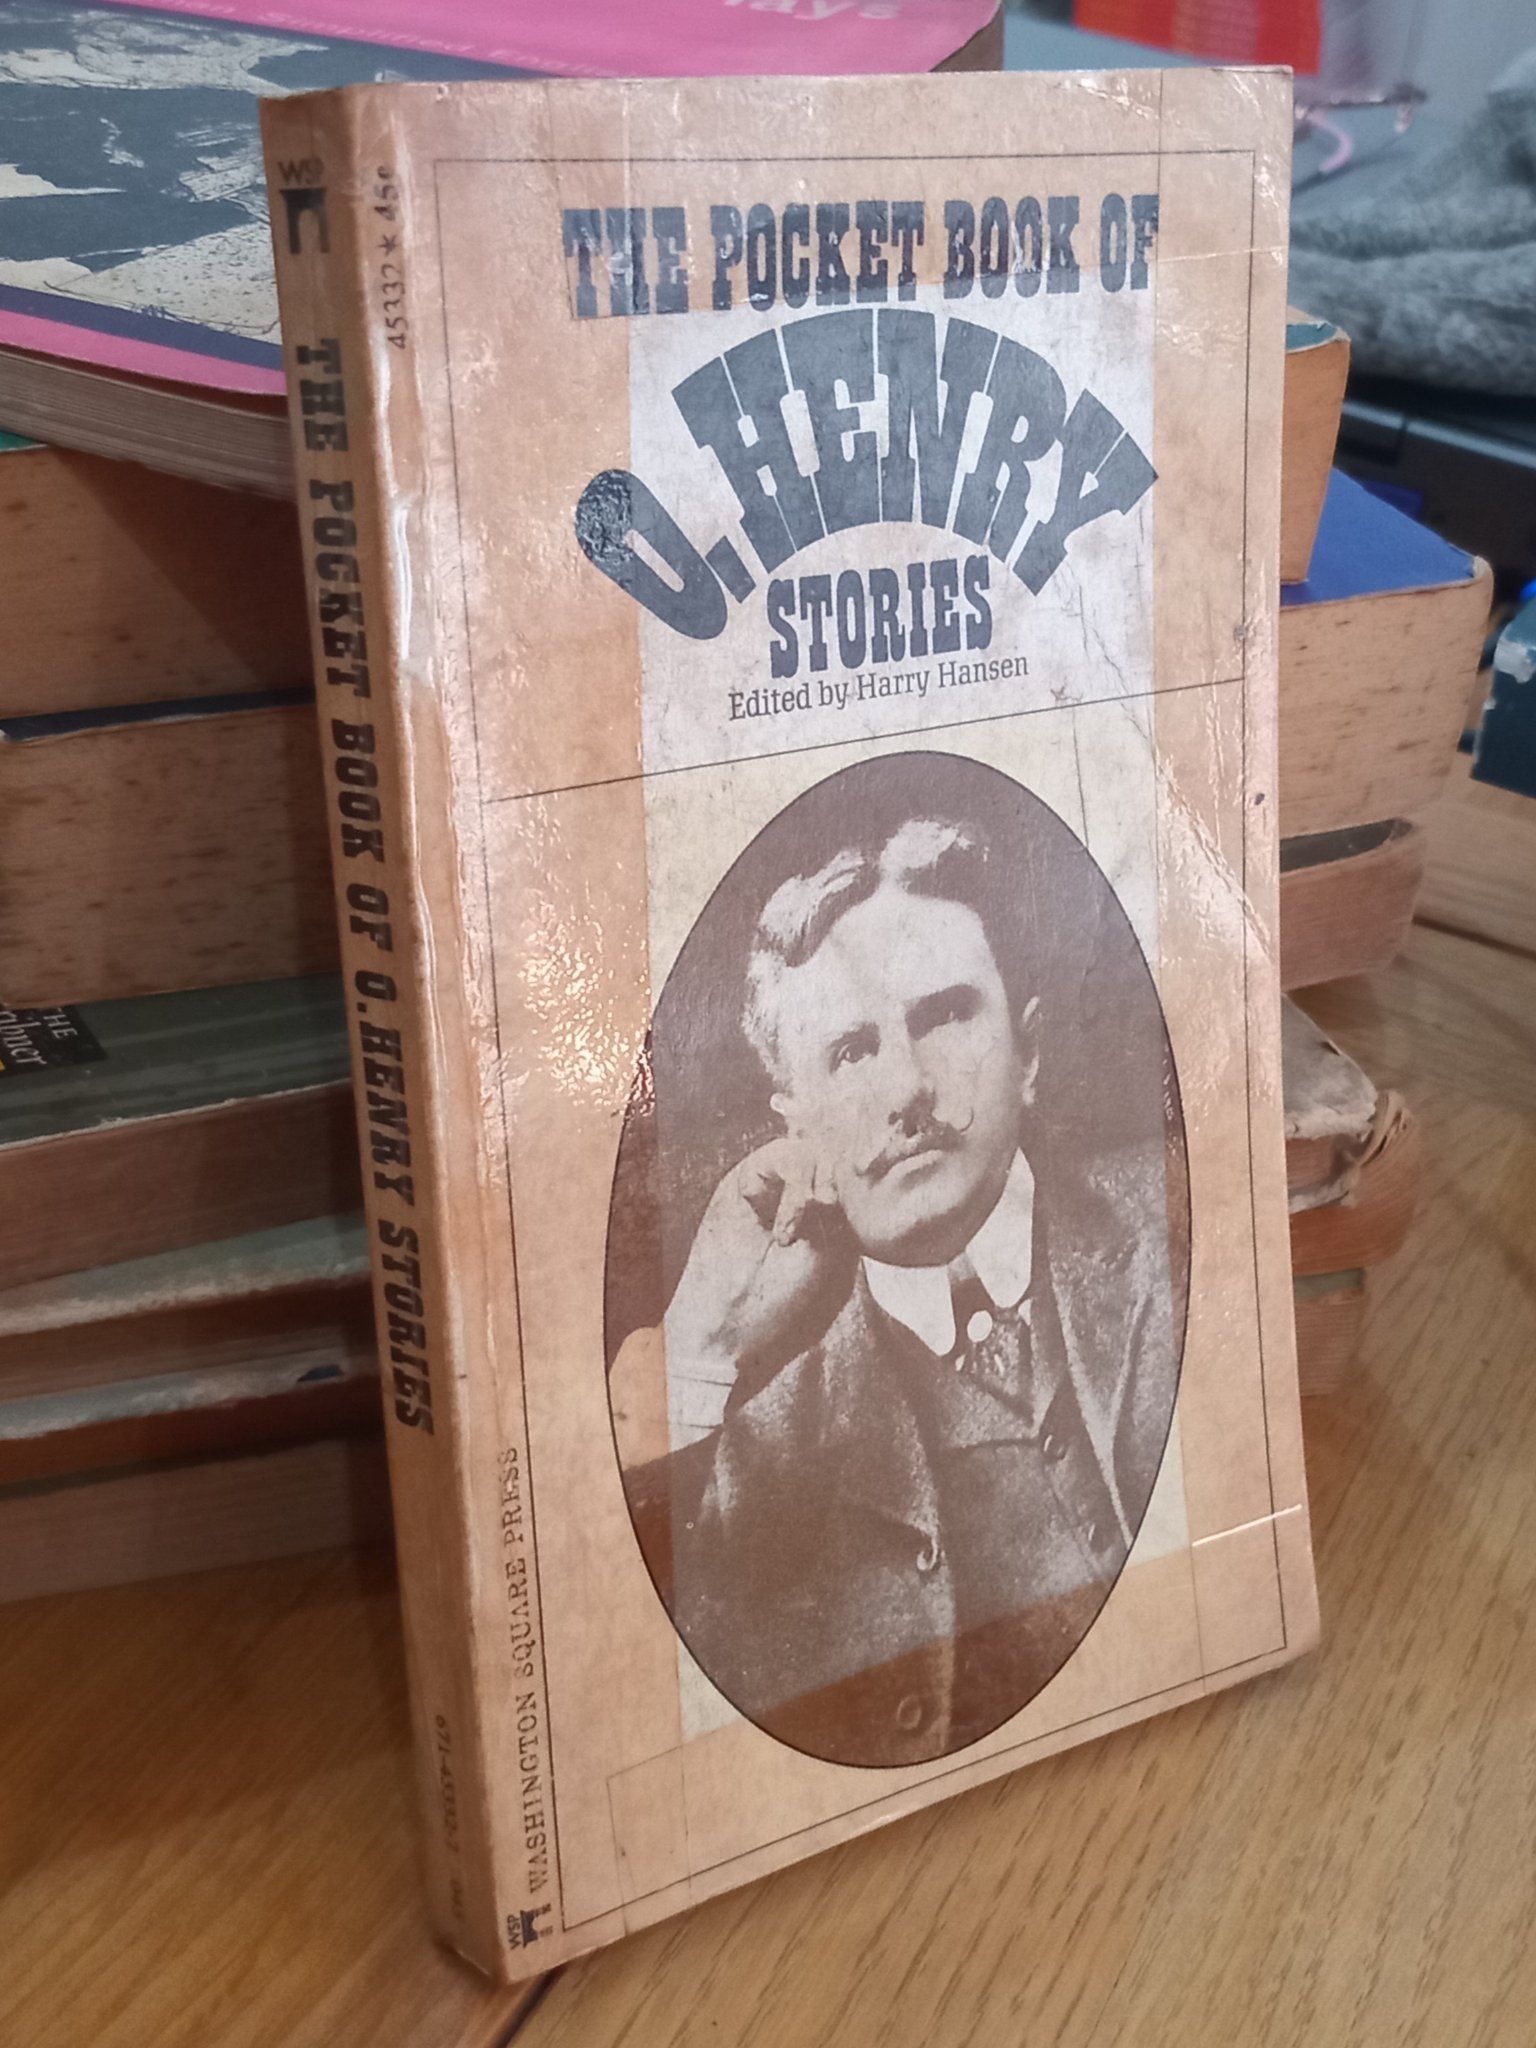 THE POCKET BOOK OF
O. HENRY
STORIES
Edited by Harry Hansen
WSP
THE POCKET BOOK OF O. HENRY STORIES
45332 * 45¢
WASHINGTON SQUARE PRESS
WSP
THE